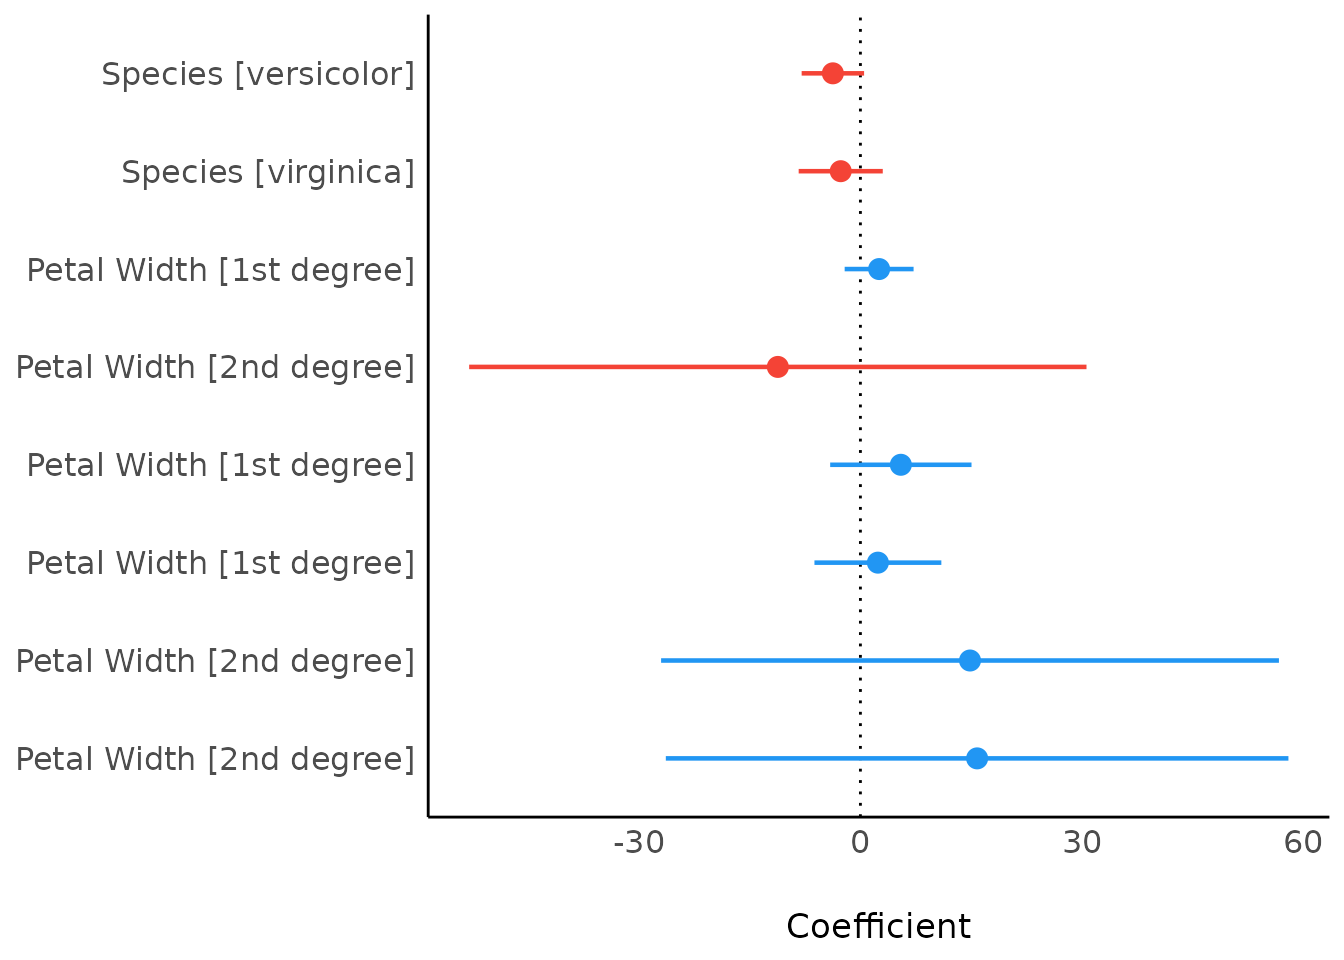 Species [versicolor]
Species [virginica]
Petal Width [1st degree]
Petal Width [2nd degree]
Petal Width [1st degree]
Petal Width [1st degree]
Petal Width [2nd degree]
Petal Width [2nd degree]
-30 0 30 60
Coefficient